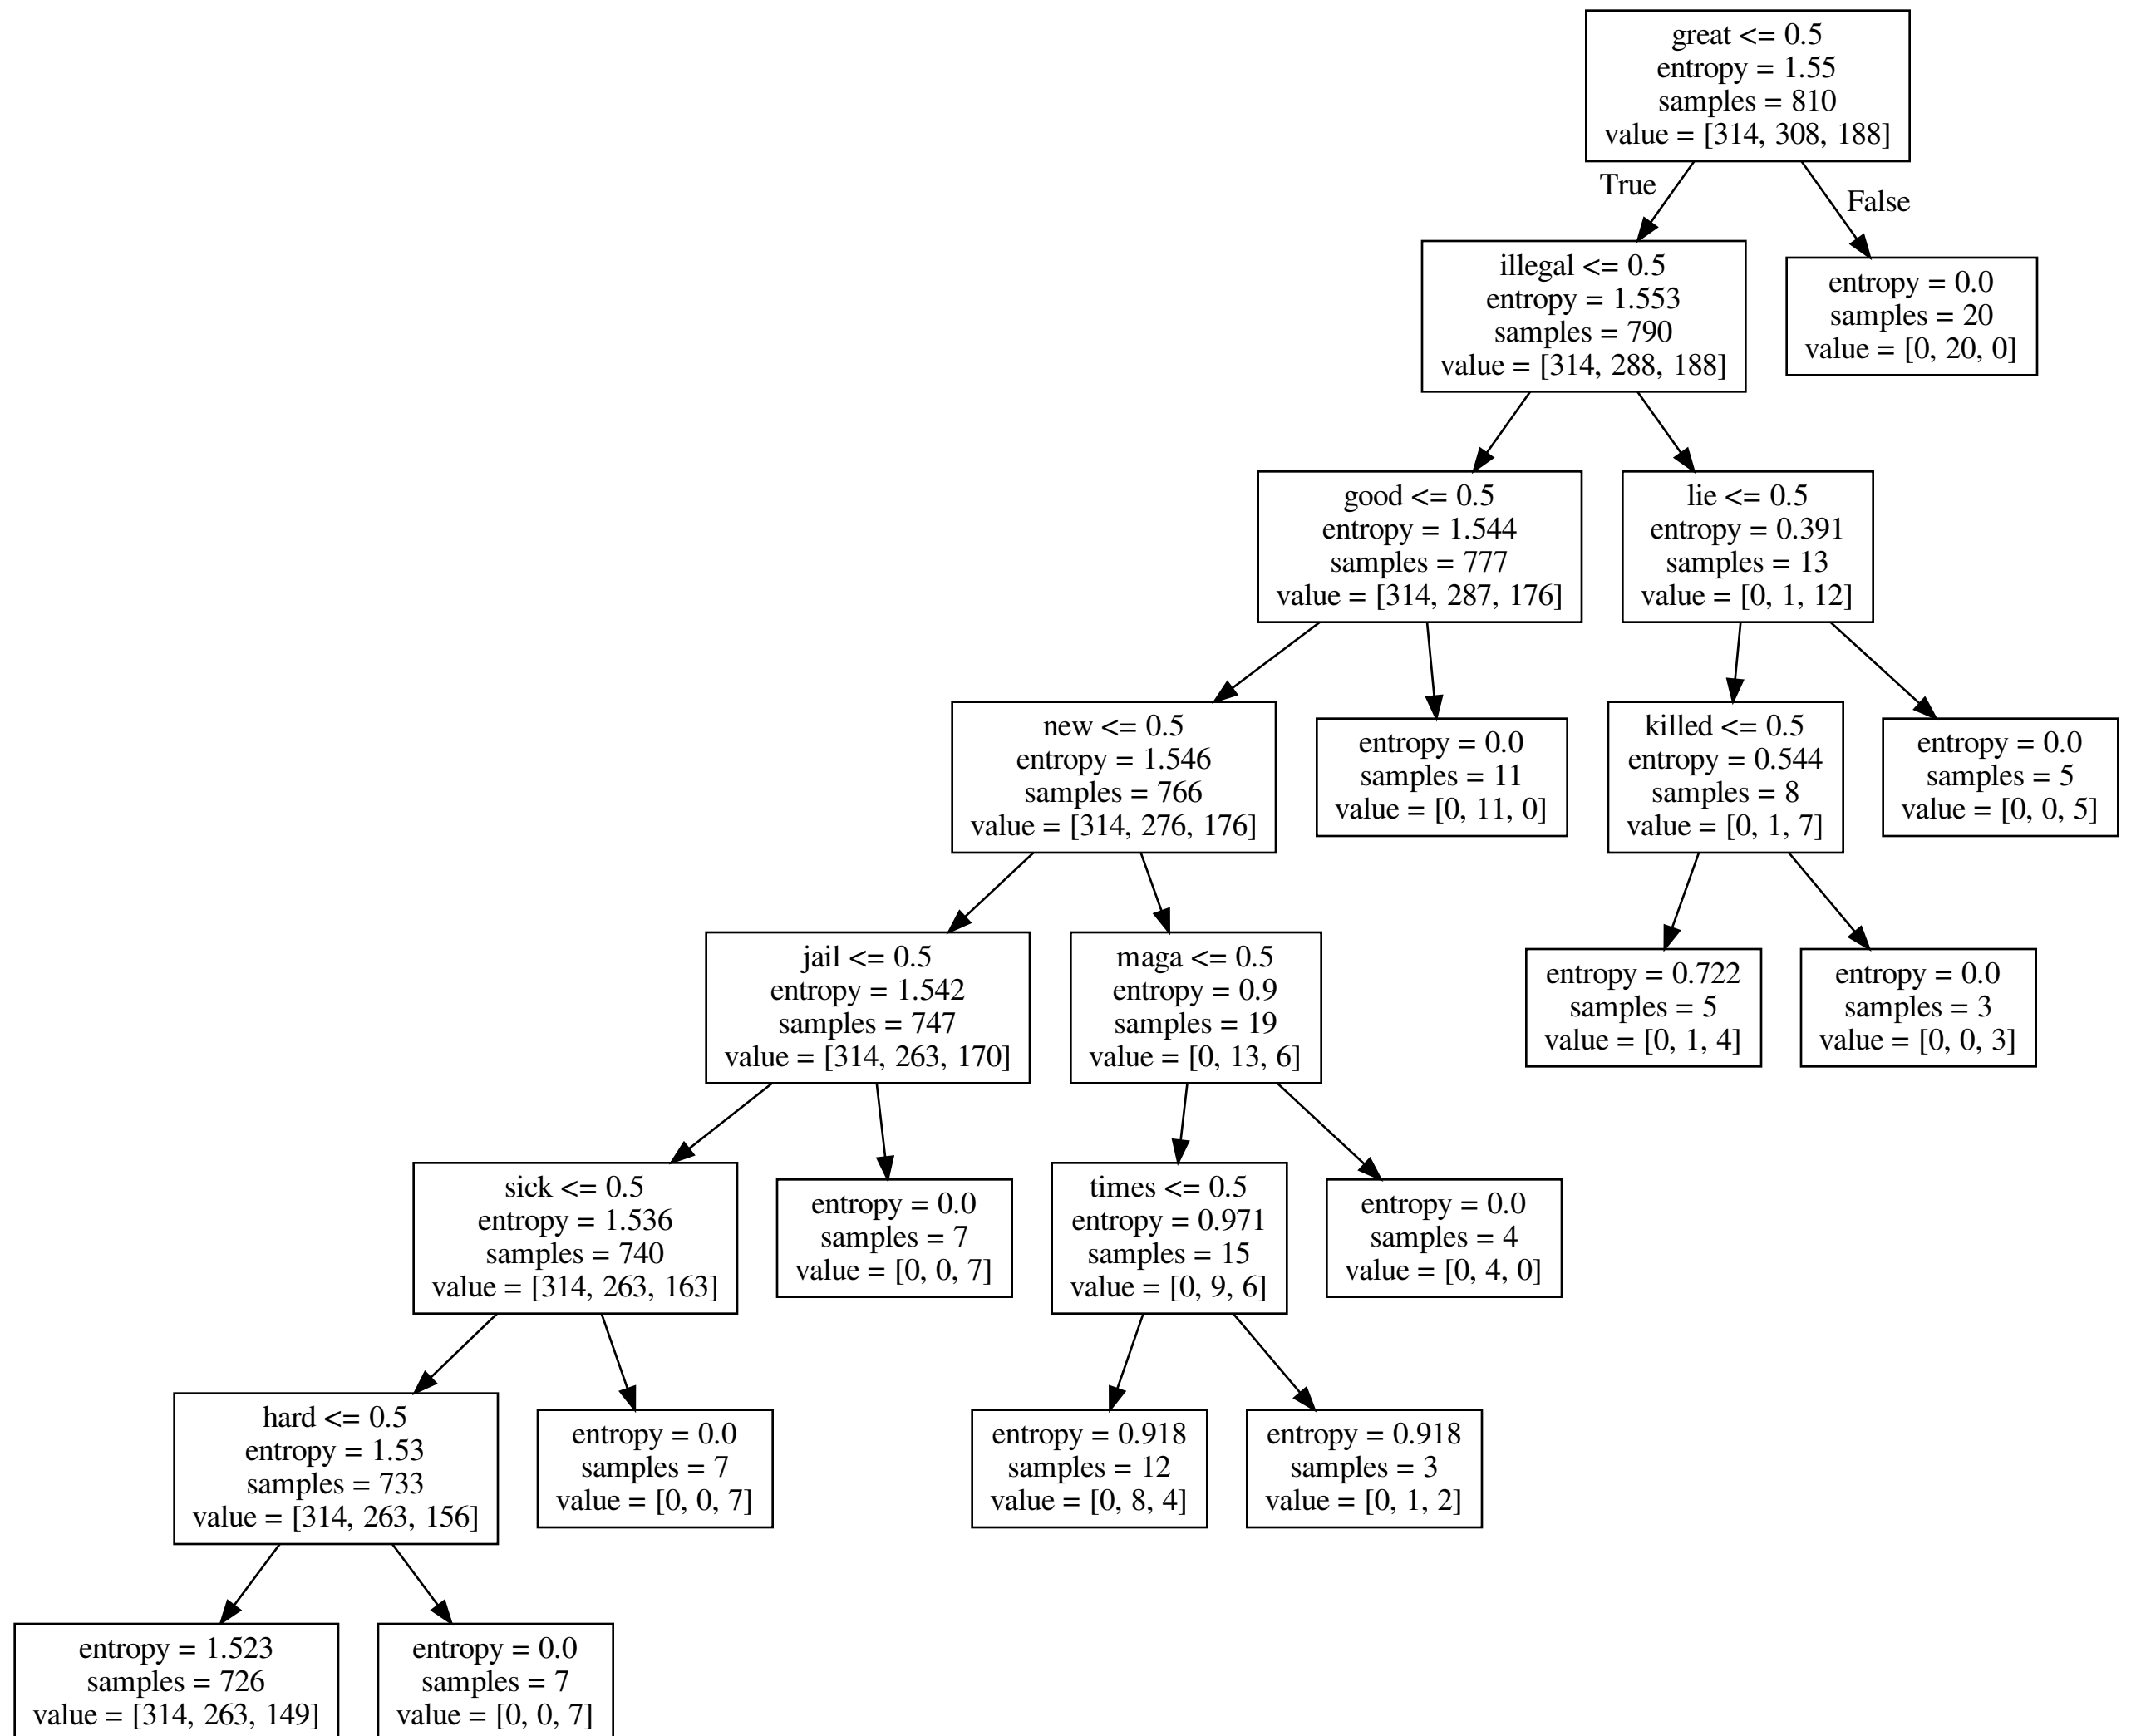 great <= 0.5
entropy = 1.55
samples = 810
value = [314, 308, 188]
True
False
illegal <= 0.5
entropy = 1.553
samples = 790
value = [314, 288, 188]
entropy = 0.0
samples = 20
value = [0, 20, 0]
good <= 0.5
entropy = 1.544
samples = 777
value = [314, 287, 176]
lie <= 0.5
entropy = 0.391
samples = 13
value = [0, 1, 12]
new <= 0.5
entropy = 1.546
samples = 766
value = [314, 276, 176]
entropy = 0.0
samples = 11
value = [0, 11, 0]
killed <= 0.5
entropy = 0.544
samples = 8
value = [0, 1, 7]
entropy = 0.0
samples = 5
value = [0, 0, 5]
jail <= 0.5
entropy = 1.542
samples = 747
value = [314, 263, 170]
maga <= 0.5
entropy = 0.9
samples = 19
value = [0, 13, 6]
entropy = 0.722
samples = 5
value = [0, 1, 4]
entropy = 0.0
samples = 3
value = [0, 0, 3]
sick <= 0.5
entropy = 1.536
samples = 740
value = [314, 263, 163]
entropy = 0.0
samples = 7
value = [0, 0, 7]
times <= 0.5
entropy = 0.971
samples = 15
value = [0, 9, 6]
entropy = 0.0
samples = 4
value = [0, 4, 0]
hard <= 0.5
entropy = 1.53
samples = 733
value = [314, 263, 156]
entropy = 0.0
samples = 7
value = [0, 0, 7]
entropy = 0.918
samples = 12
value = [0, 8, 4]
entropy = 0.918
samples = 3
value = [0, 1, 2]
entropy = 1.523
samples = 726
value = [314, 263, 149]
entropy = 0.0
samples = 7
value = [0, 0, 7]